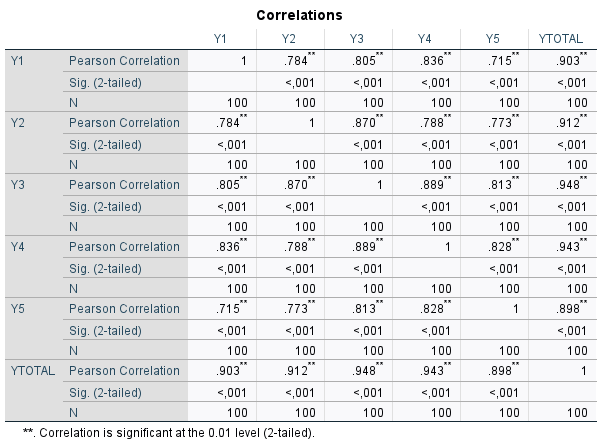 Correlations
Y1 Y2 Y3 Y4 Y5 YTOTAL
Y1 Pearson Correlation 1 .784** .805** .836** .715** .903**
Sig. (2-tailed) <,001 <,001 <,001 <,001 <,001
N 100 100 100 100 100 100
Y2 Pearson Correlation .784** 1 .870** .788** .773** .912**
Sig. (2-tailed) <,001 <,001 <,001 <,001 <,001
N 100 100 100 100 100 100
Y3 Pearson Correlation .805** .870** 1 .889** .813** .948**
Sig. (2-tailed) <,001 <,001 <,001 <,001 <,001
N 100 100 100 100 100 100
Y4 Pearson Correlation .836** .788** .889** 1 .828** .943**
Sig. (2-tailed) <,001 <,001 <,001 <,001 <,001
N 100 100 100 100 100 100
Y5 Pearson Correlation .715** .773** .813** .828** 1 .898**
Sig. (2-tailed) <,001 <,001 <,001 <,001 <,001
N 100 100 100 100 100 100
YTOTAL Pearson Correlation .903** .912** .948** .943** .898** 1
Sig. (2-tailed) <,001 <,001 <,001 <,001 <,001
N 100 100 100 100 100 100
**. Correlation is significant at the 0.01 level (2-tailed).